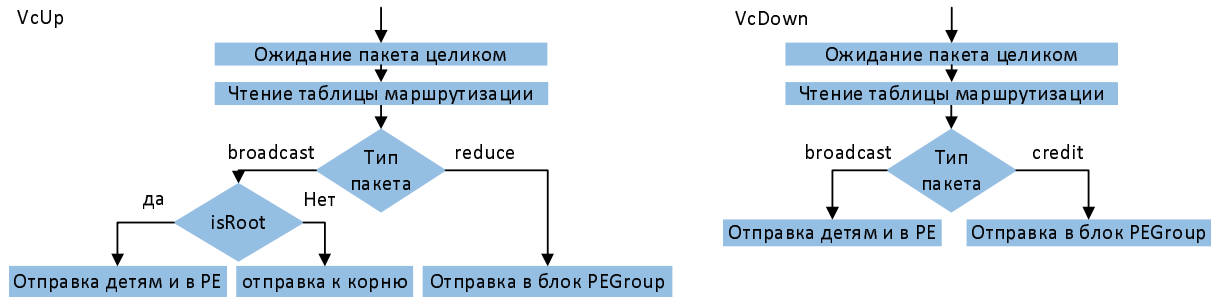 VcUp
Ожидание пакета целиком
Чтение таблицы маршрутизации
broadcast
Тип
пакета
reduce
да
isRoot
Нет
Отправка детям и в PE
отправка к корню
Отправка в блок PEGroup
VcDown
Ожидание пакета целиком
Чтение таблицы маршрутизации
broadcast
Тип
пакета
credit
Отправка детям и в PE
Отправка в блок PEGroup